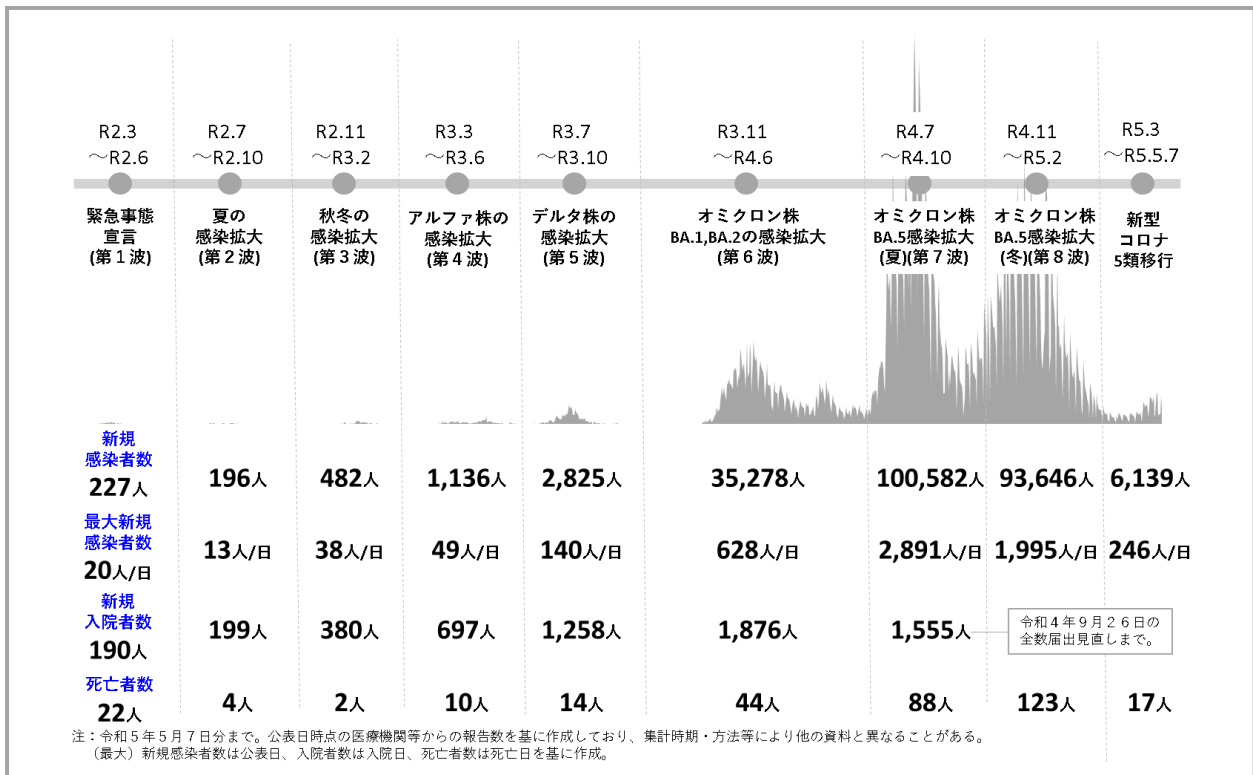 R2.3
～R2.6
R2.7
～R2.10
R2.11
～R3.2
R3.3
～R3.6
R3.7
～R3.10
R3.11
～R4.6
R4.7
～R4.10
R4.11
～R5.2
R5.3
～R5.5.7
緊急事態
宣言
(第１波)
夏の
感染拡大
(第２波)
秋冬の
感染拡大
(第３波)
アルファ株の
感染拡大
(第４波)
デルタ株の
感染拡大
(第５波)
オミクロン株
BA.1,BA.2の感染拡大
(第６波)
オミクロン株
BA.5感染拡大
(夏)(第７波)
オミクロン株
BA.5感染拡大
(冬)(第８波)
新型
コロナ
5類移行
新規
感染者数
227人
196人
482人
1,136人
2,825人
35,278人
100,582人
93,646人
6,139人
最大新規
感染者数
20人/日
13人/日
38人/日
49人/日
140人/日
628人/日
2,891人/日
1,995人/日
246人/日
新規
入院者数
190人
199人
380人
697人
1,258人
1,876人
1,555人
令和４年９月２６日の
全数届出見直しまで。
死亡者数
22人
4人
2人
10人
14人
44人
88人
123人
17人
注：令和５年５月７日分まで。公表日時点の医療機関等からの報告数を基に作成しており、集計時期・方法等により他の資料と異なることがある。
（最大）新規感染者数は公表日、入院者数は入院日、死亡者数は死亡日を基に作成。